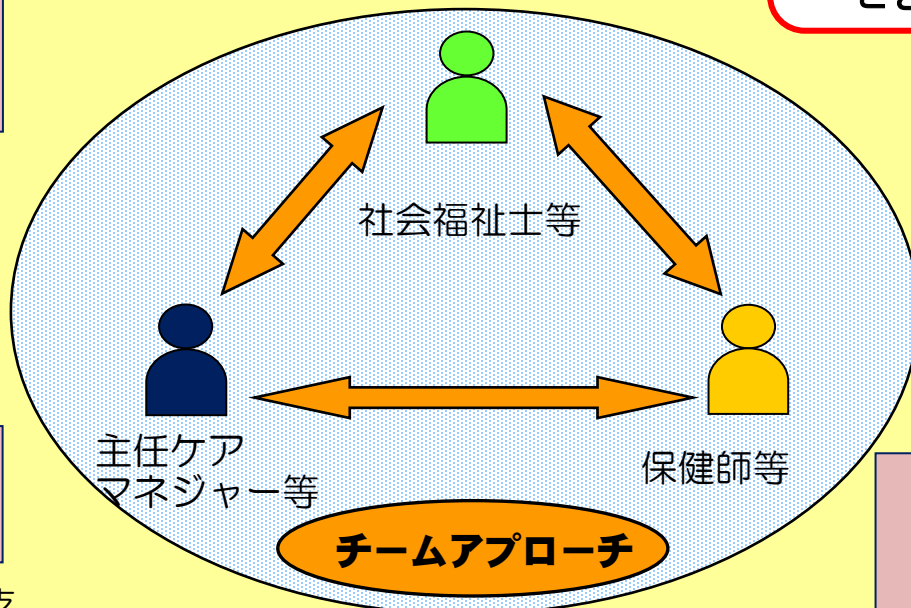 社会福祉士等
主任ケア
マネジャー等
保健師等
チームアプローチ
支